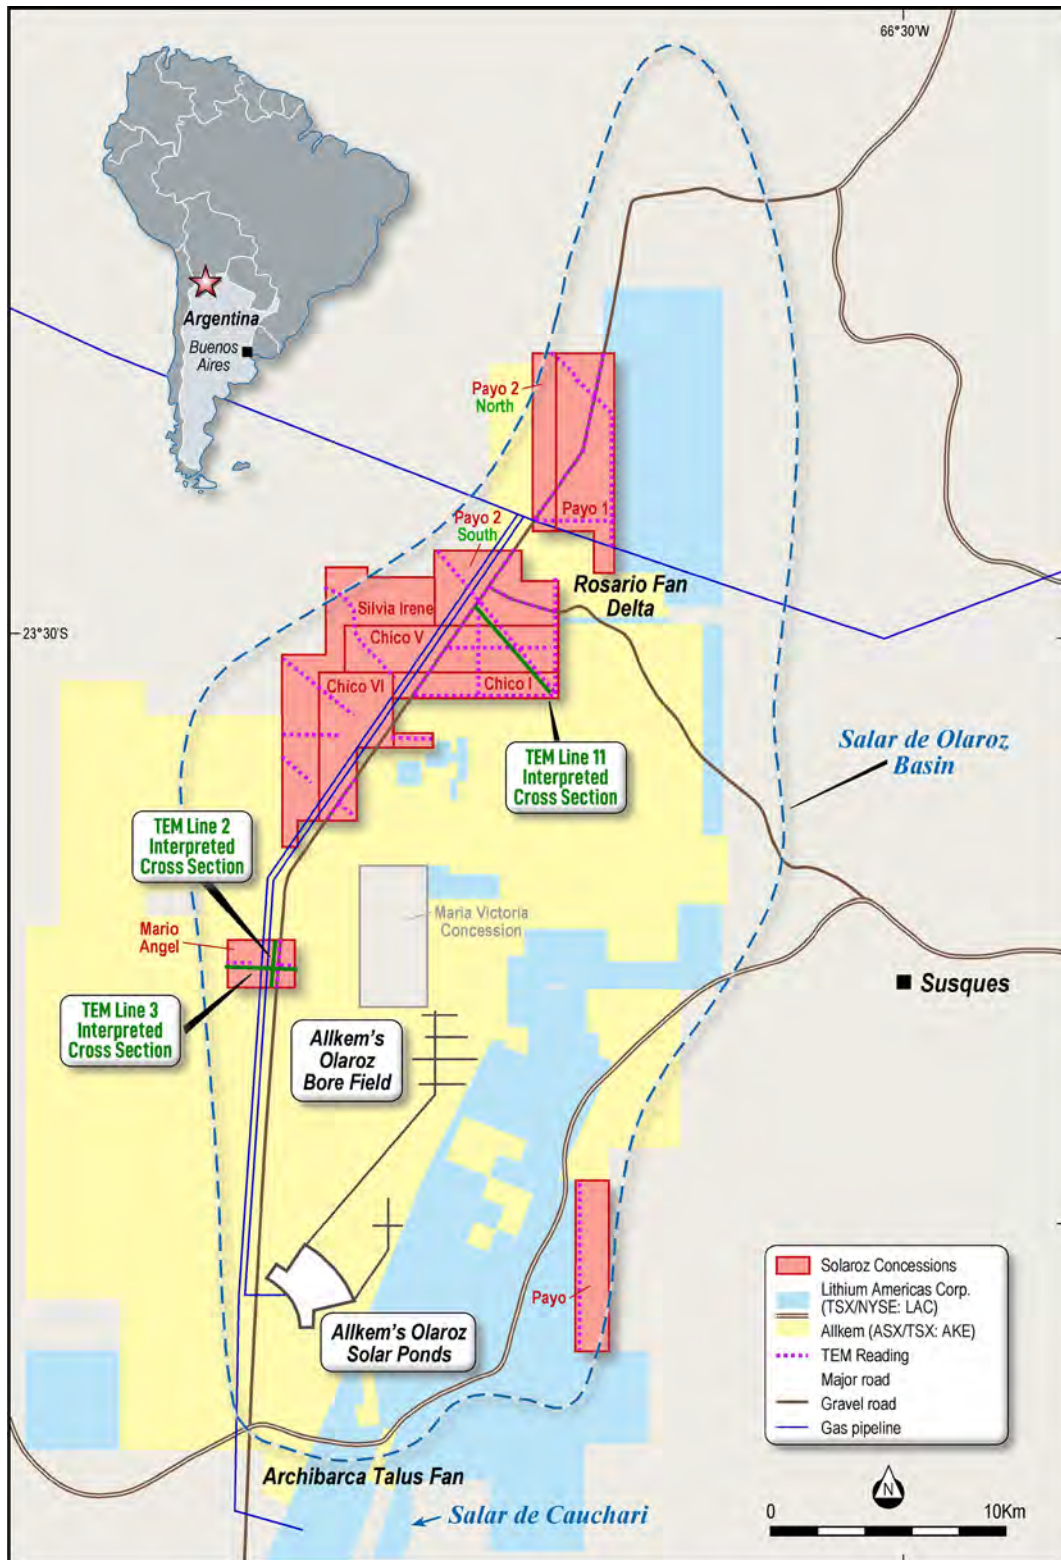 66°30'W
Argentina
Buenos
Aires
Payo 2
North
Payo 1
Payo 2
South
Rosario Fan
Delta
Silvia Irene
23°30'S
Chico V
Chico VI
Chico I
Salar de Olaroz
Basin
TEM Line 11
Interpreted
Cross Section
TEM Line 2
Interpreted
Cross Section
Maria Victoria
Concession
Mario
Angel
Susques
TEM Line 3
Interpreted
Cross Section
Allkem's
Olaroz
Bore Field
Payo
Allkem's Olaroz
Solar Ponds
Solaroz Concessions
Lithium Americas Corp.
(TSX/NYSE: LAC)
Allkem (ASX/TSX: AKE)
TEM Reading
Major road
Gravel road
Gas pipeline
Archibarca Talus Fan
N
Salar de Cauchari
0 10Km